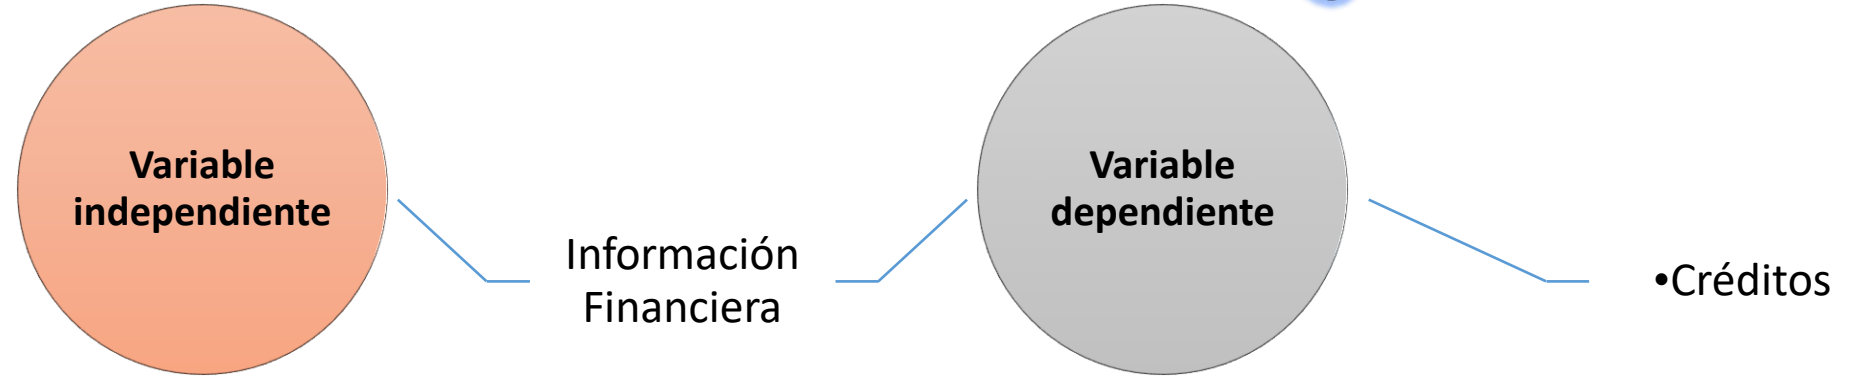 Variable
independiente
Información
Financiera
Variable
dependiente
•Créditos